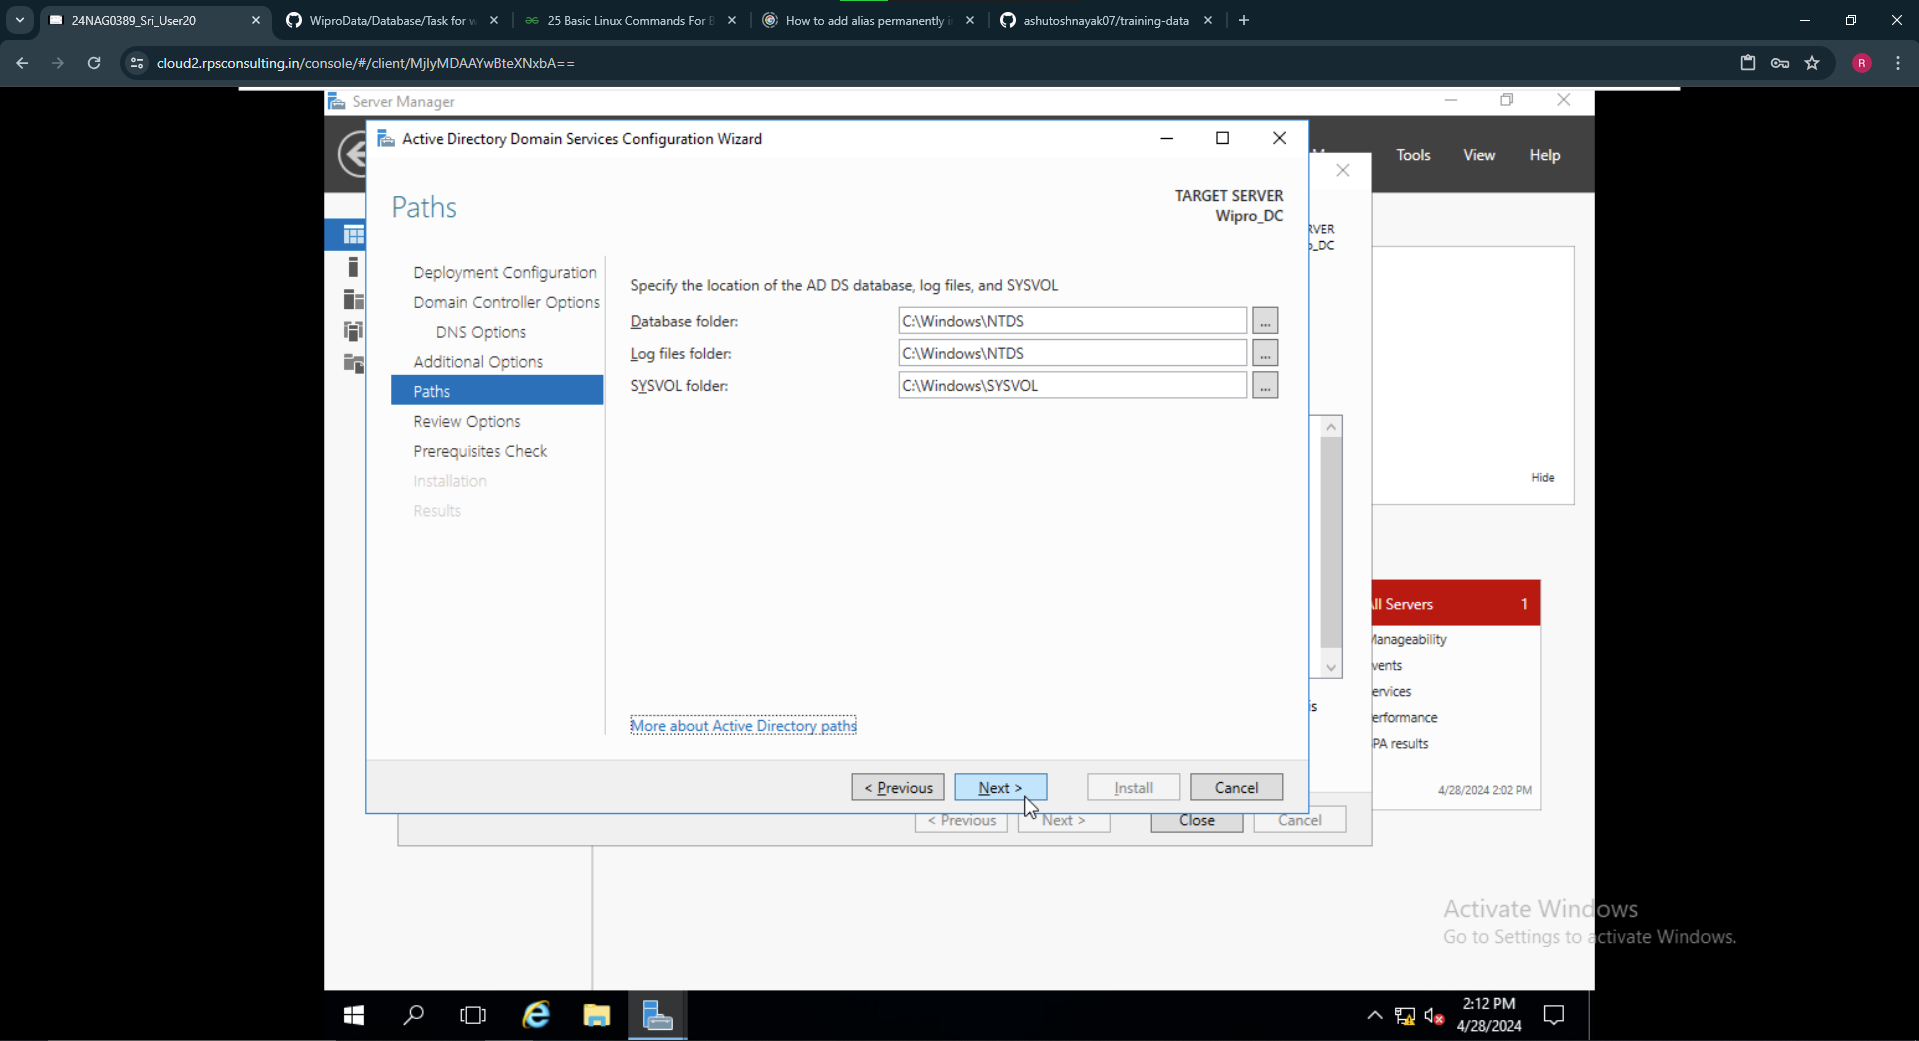 24NAG0389_Sri_User20
WiproData/Database/Task for w
25 Basic Linux Commands For B
How to add alias permanently i
ashutoshnayak07/training-data
cloud2.rpsconsulting.in/console/#/client/MjIyMDAAYwBteXNxbA==
R
Server Manager
Tools
View
Help
Active Directory Domain Services Configuration Wizard
Paths
TARGET SERVER
Wipro_DC
RVER
o_DC
Deployment Configuration
Domain Controller Options
DNS Options
Additional Options
Paths
Review Options
Prerequisites Check
Installation
Results
Specify the location of the AD DS database, log files, and SYSVOL
Database folder:
C:\Windows\NTDS
...
Log files folder:
C:\Windows\NTDS
...
SYSVOL folder:
C:\Windows\SYSVOL
...
More about Active Directory paths
< Previous
Next >
Install
Cancel
< Previous
Next >
Close
Cancel
is
Hide
All Servers
1
Manageability
vents
ervices
erformance
PA results
4/28/2024 2:02 PM
Activate Windows
Go to Settings to activate Windows.
2:12 PM
4/28/2024